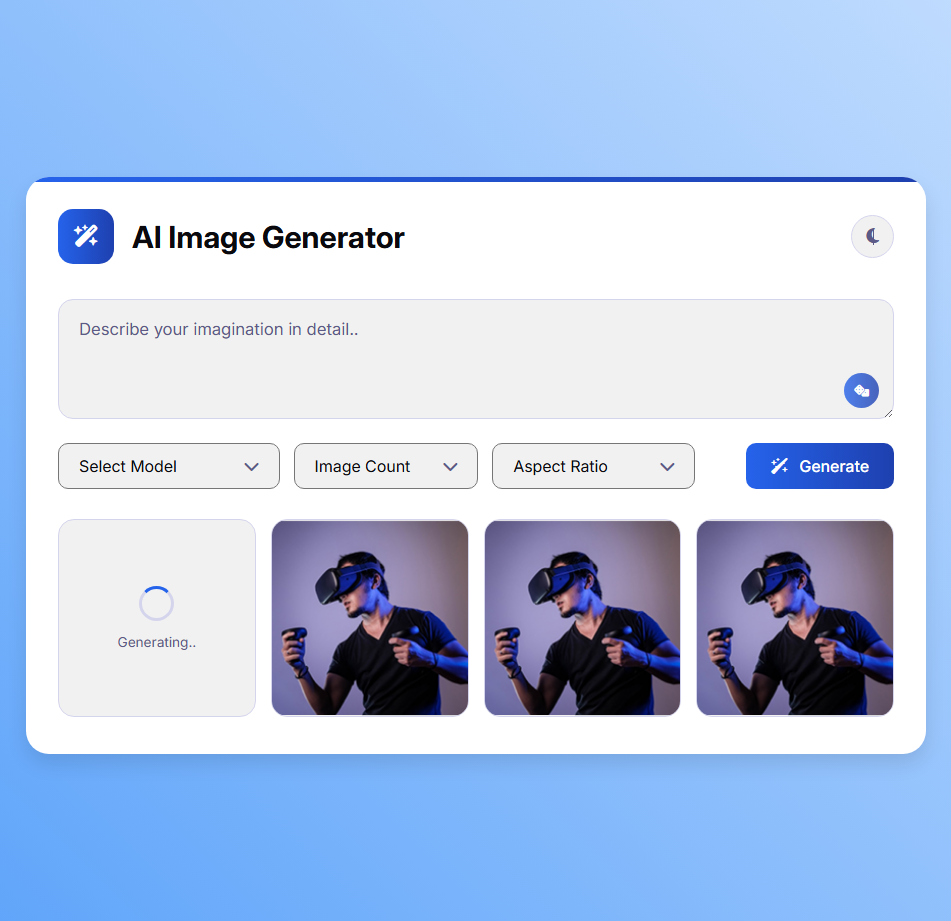 AI Image Generator
Describe your imagination in detail..
Select Model
Image Count
Aspect Ratio
Generate
Generating..